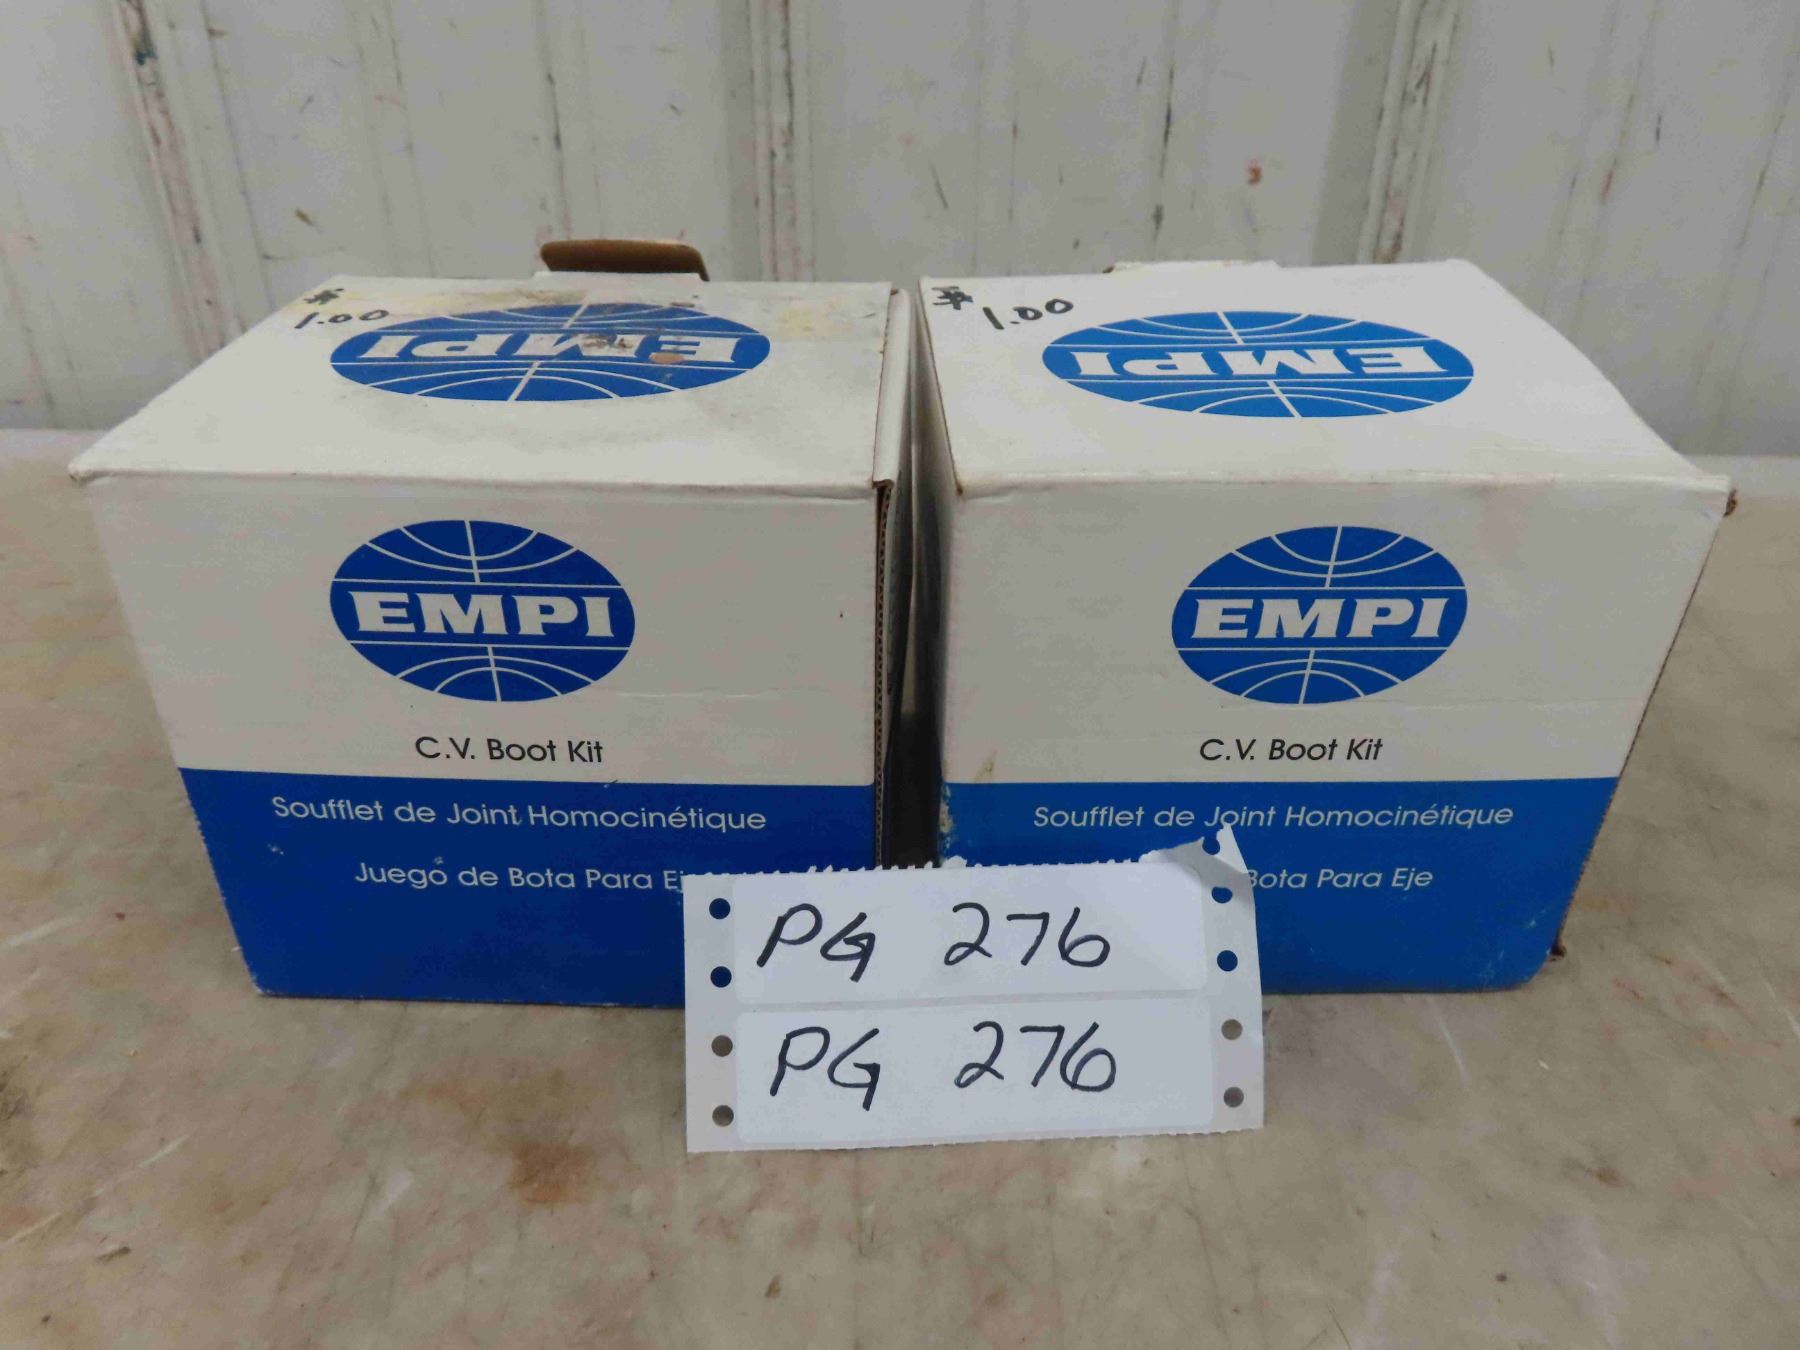 $1.00
EMPI
EMPI
C.V. Boot Kit
Soufflet de Joint Homocinétique
Juego de Bota Para Ej
$1.00
EMPI
EMPI
C.V. Boot Kit
Soufflet de Joint Homocinétique
Bota Para Eje
PG 276
PG 276